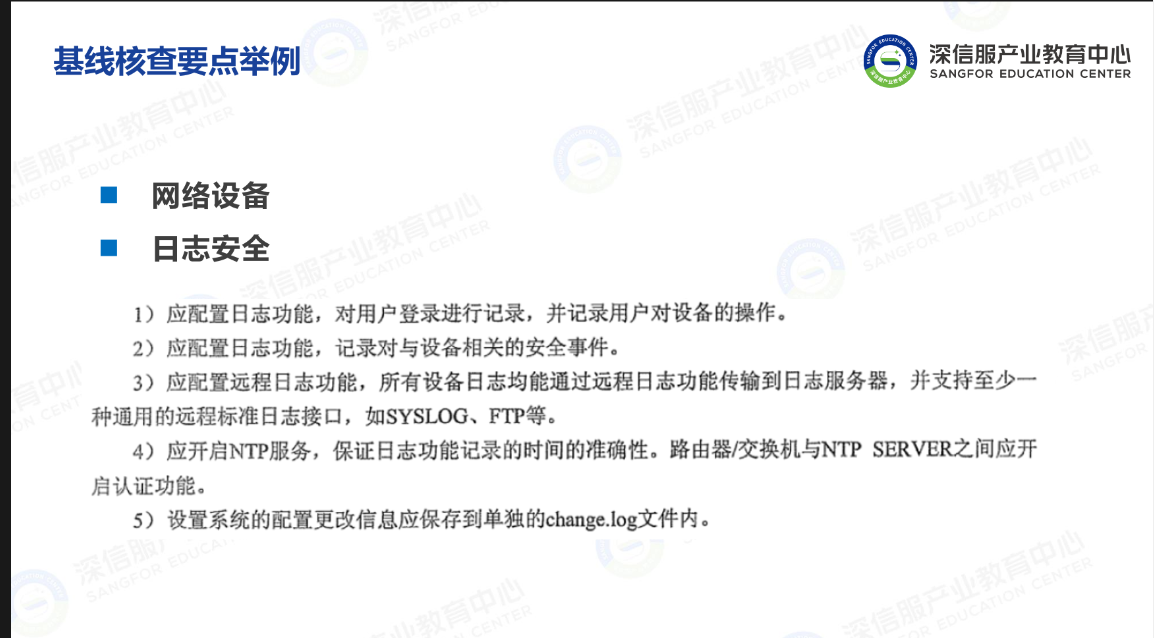 基线核查要点举例
深信服产业教育中心
SANGFOR EDUCATION CENTER
网络设备
日志安全
1）应配置日志功能，对用户登录进行记录，并记录用户对设备的操作。
2）应配置日志功能，记录对与设备相关的安全事件。
3）应配置远程日志功能，所有设备日志均能通过远程日志功能传输到日志服务器，并支持至少一
种通用的远程标准日志接口，如SYSLOG、FTP等。
4）应开启NTP服务，保证日志功能记录的时间的准确性。路由器/交换机与NTP SERVER之间应开
启认证功能。
5）设置系统的配置更改信息应保存到单独的change.log文件内。